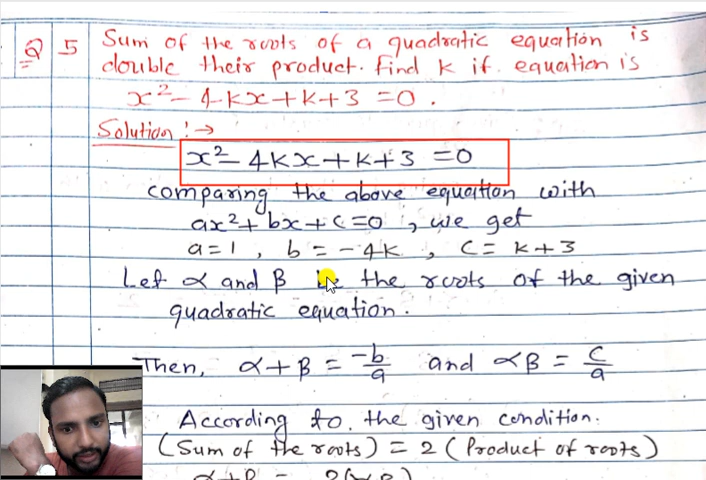 Q 5 Sum of the roots of a quadratic equation is
double their product. find k if equation is
x² - 4kx + k + 3 = 0.
Solution :→
x² - 4kx + k + 3 = 0
comparing the above equation with
ax² + bx + c = 0, we get
a = 1, b = -4k, c = k + 3
Let α and β the roots of the given
quadratic equation.
Then, α + β = -b/a and αβ = c/a
According to the given condition.
(Sum of the roots) = 2 (Product of roots)
α + β = 2(αβ)